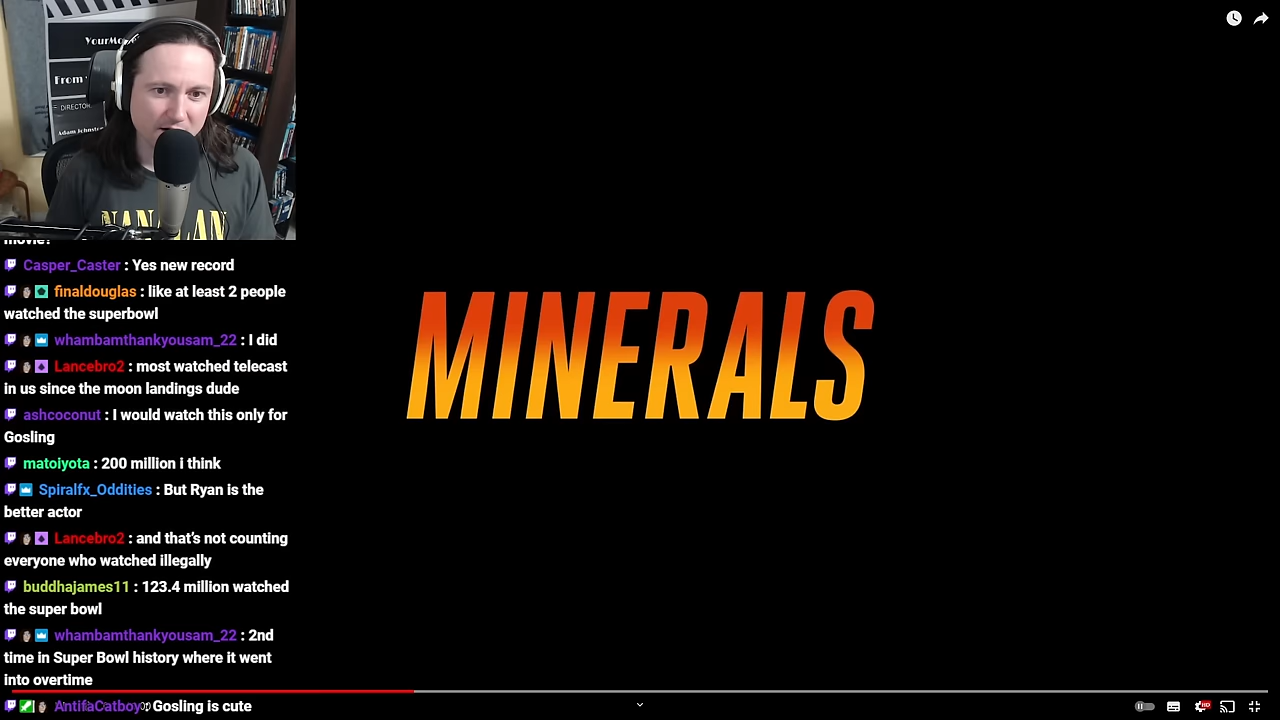 YourMo
From
DIRECTOR
Adam Johnston
MINERALS
movie?
Casper_Caster : Yes new record
finaldouglas : like at least 2 people
watched the superbowl
whambamthankyousam_22 : I did
Lancebro2 : most watched telecast
in us since the moon landings dude
ashcoconut : I would watch this only for
Gosling
matoiyota : 200 million i think
Spiralfx_Oddities : But Ryan is the
better actor
Lancebro2 : and that's not counting
everyone who watched illegally
buddhajames11 : 123.4 million watched
the super bowl
whambamthankyousam_22 : 2nd
time in Super Bowl history where it went
into overtime
AntifaCatboy : Gosling is cute
HD